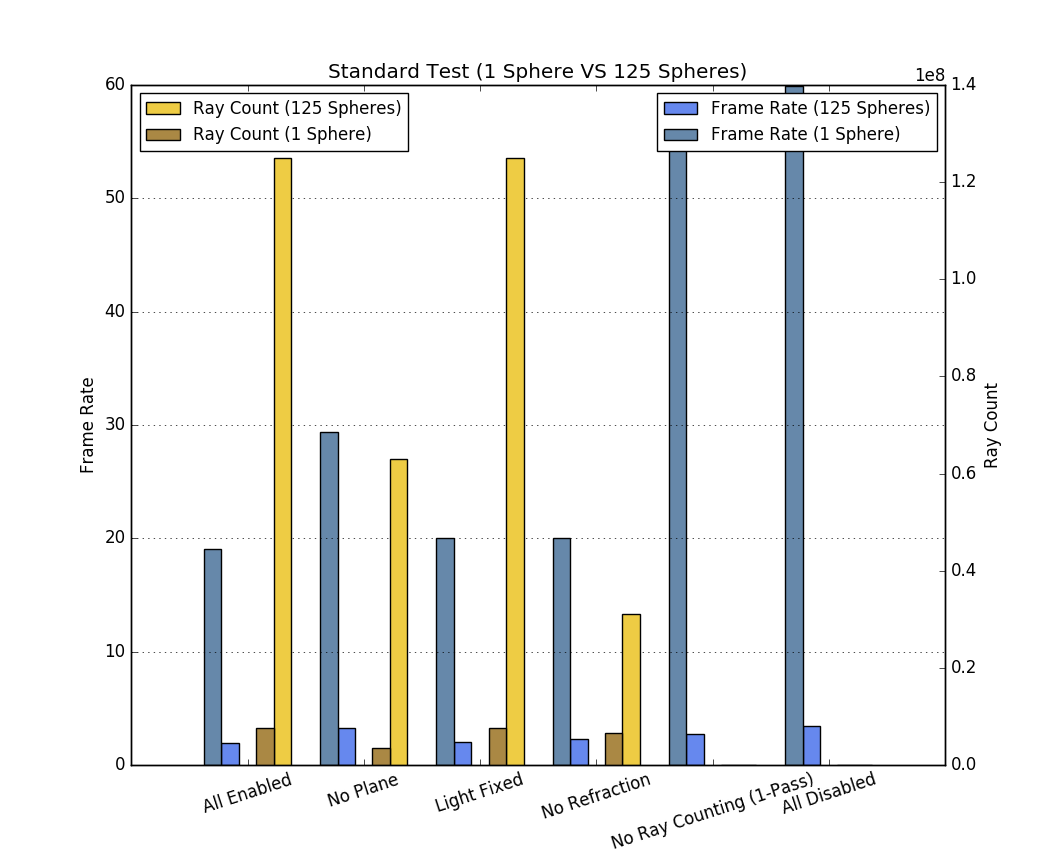 Standard Test (1 Sphere VS 125 Spheres)
1e8
Ray Count (125 Spheres)
Ray Count (1 Sphere)
Frame Rate (125 Spheres)
Frame Rate (1 Sphere)
60
50
40
30
20
10
0
Frame Rate
1.4
1.2
1.0
0.8
0.6
0.4
0.2
0.0
Ray Count
All Enabled
No Plane
Light Fixed
No Refraction
No Ray Counting (1-Pass)
All Disabled